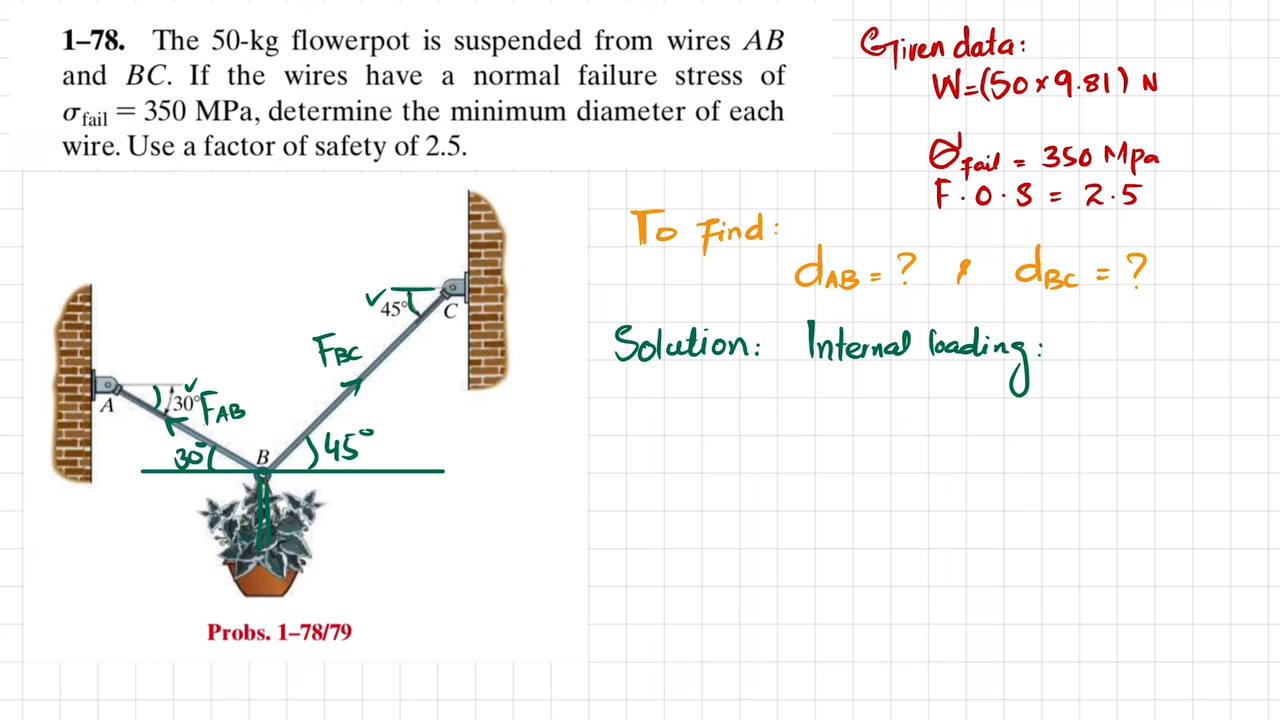 1–78. The 50-kg flowerpot is suspended from wires AB
and BC. If the wires have a normal failure stress of
σfail = 350 MPa, determine the minimum diameter of each
wire. Use a factor of safety of 2.5.
Given data:
W=(50×9.81) N
σfail = 350 Mpa
F.O.S = 2.5
To find:
dAB = ? & dBC = ?
Solution: Internal loading:
45°
C
FBC
A
30°
FAB
30°
B
45°
Probs. 1–78/79